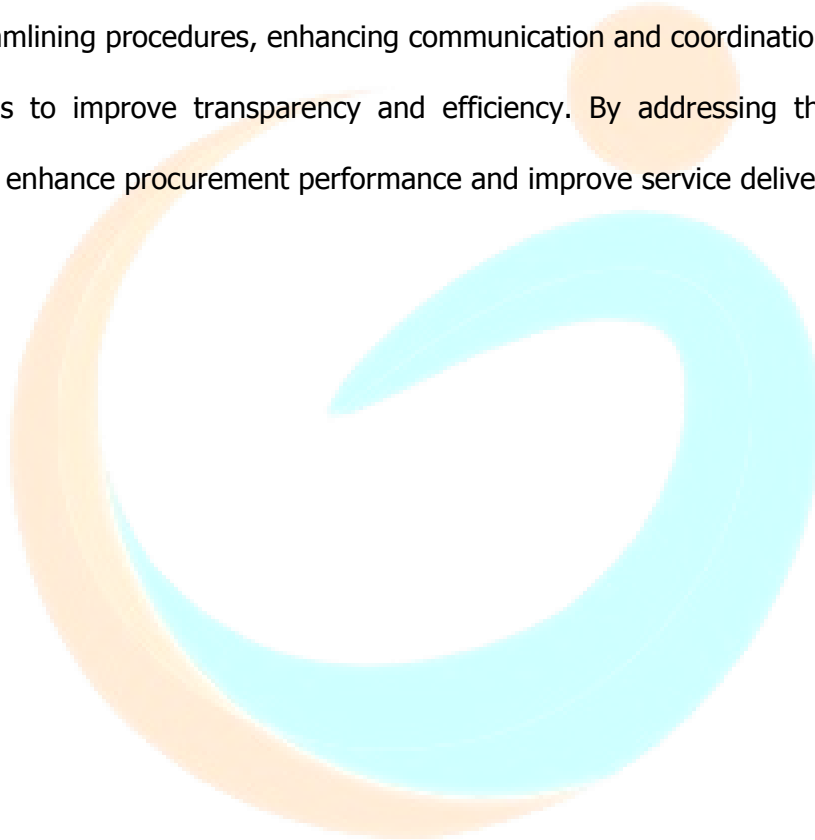 amlining procedures, enhancing communication and coordinatio
s to improve transparency and efficiency. By addressing th
enhance procurement performance and improve service delive